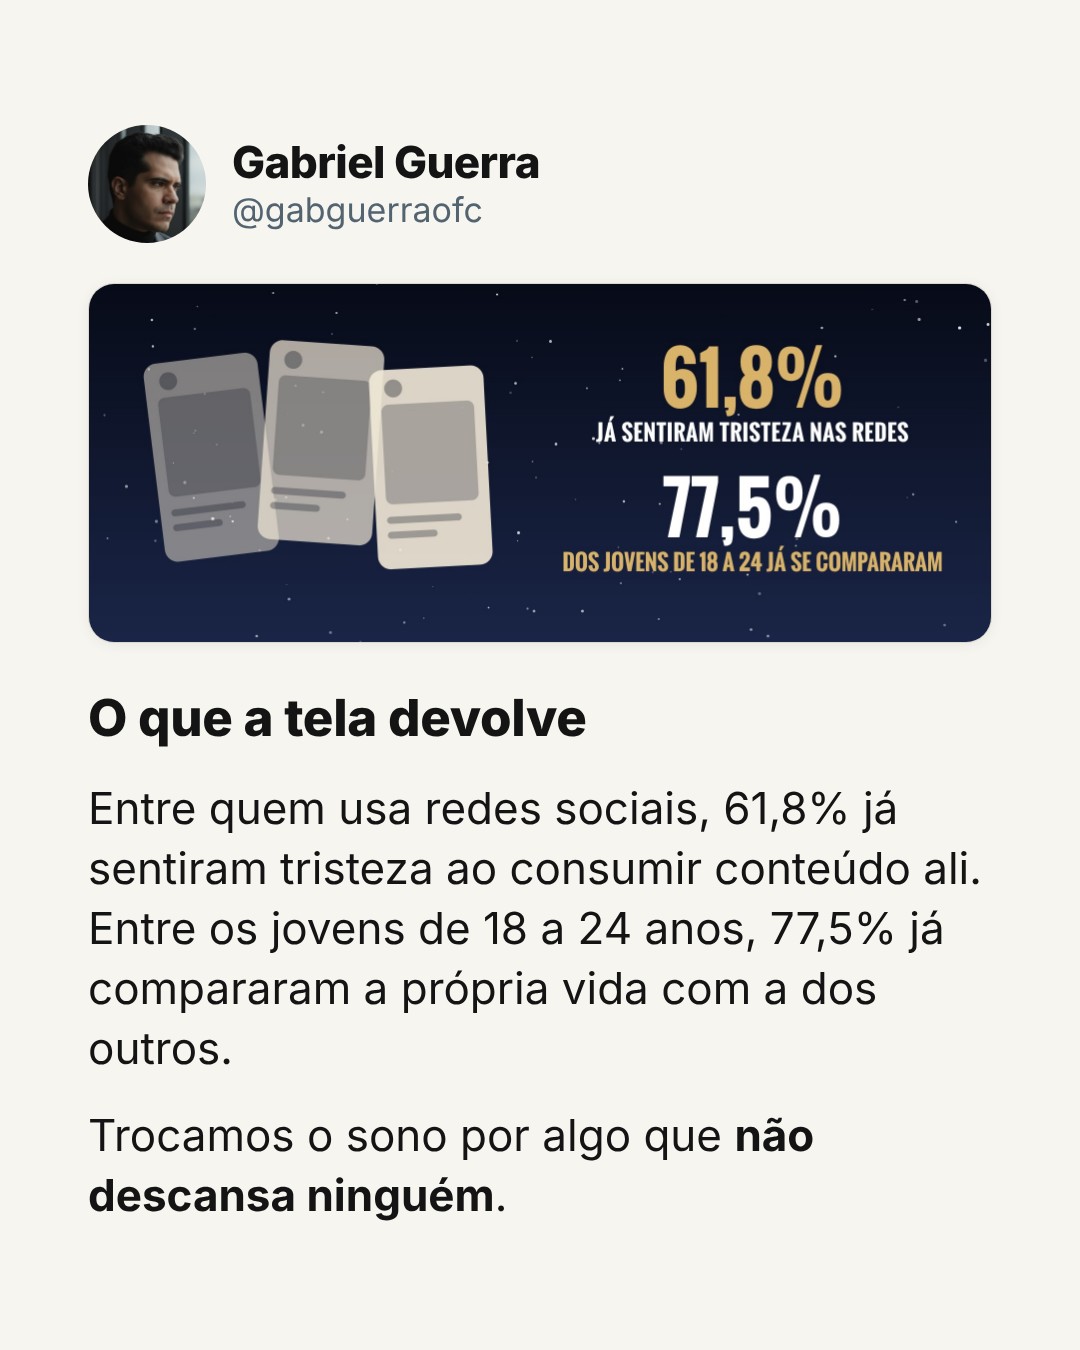 Gabriel Guerra
@gabguerraofc
61,8%
JÁ SENTIRAM TRISTEZA NAS REDES
77,5%
DOS JOVENS DE 18 A 24 JÁ SE COMPARARAM
O que a tela devolve
Entre quem usa redes sociais, 61,8% já
sentiram tristeza ao consumir conteúdo ali.
Entre os jovens de 18 a 24 anos, 77,5% já
compararam a própria vida com a dos
outros.
Trocamos o sono por algo que não
descansa ninguém.